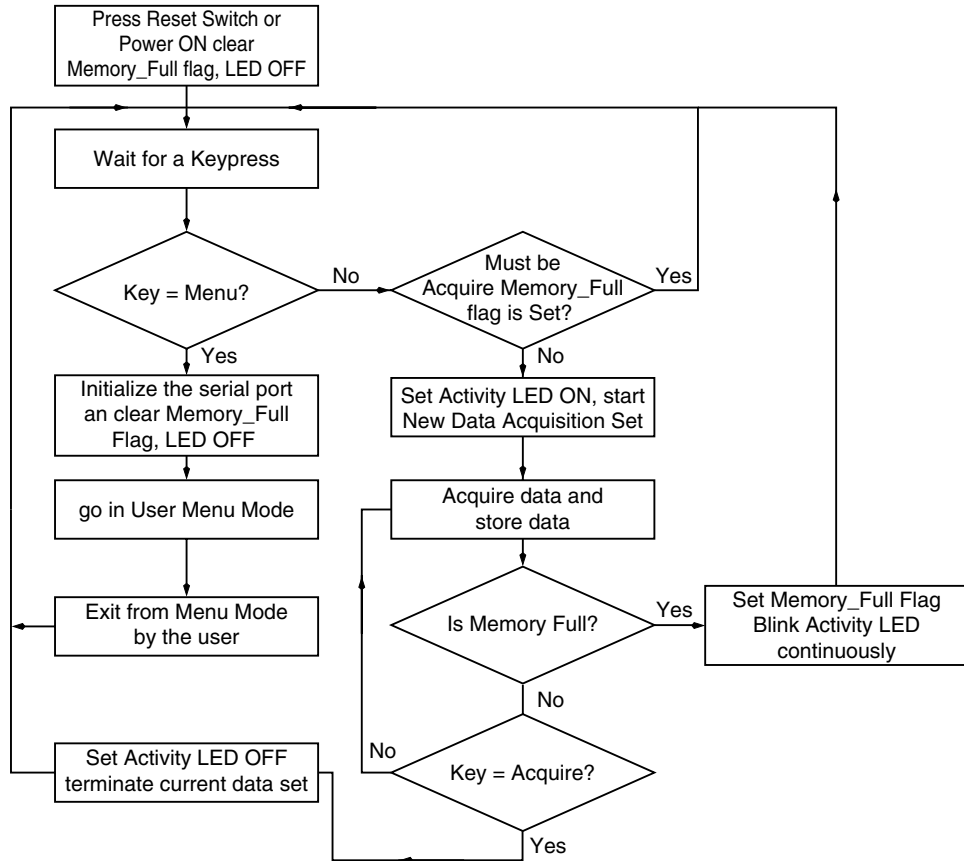 Press Reset Switch or
Power ON clear
Memory_Full flag, LED OFF
Wait for a Keypress
Key = Menu?
No
Must be
Acquire Memory_Full
flag is Set?
Yes
Yes
No
Initialize the serial port
an clear Memory_Full
Flag, LED OFF
Set Activity LED ON, start
New Data Acquisition Set
go in User Menu Mode
Acquire data and
store data
Exit from Menu Mode
by the user
Is Memory Full?
Yes
Set Memory_Full Flag
Blink Activity LED
continuously
No
Set Activity LED OFF
terminate current data set
No
Key = Acquire?
Yes